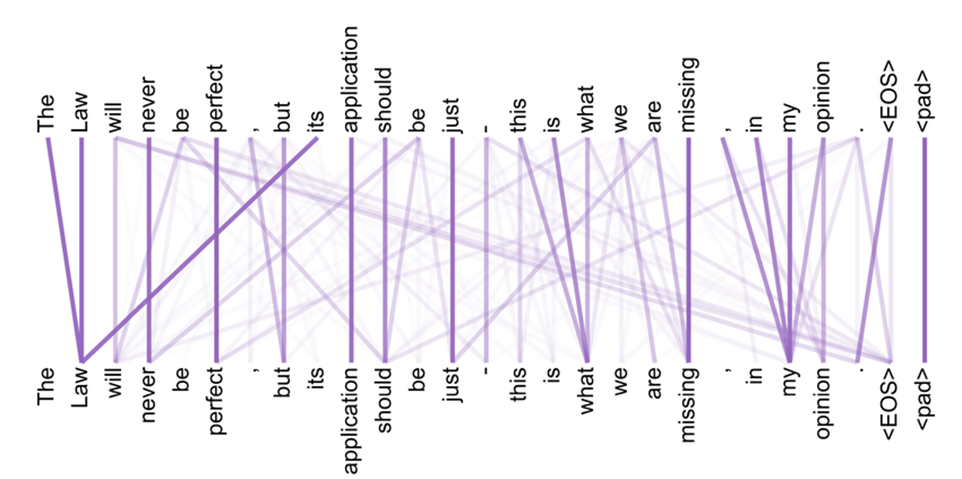 The Law will never be perfect , but its application should be just - this is what we are missing , in my opinion . <EOS> <pad>
The Law will never be perfect , but its application should be just - this is what we are missing , in my opinion . <EOS> <pad>